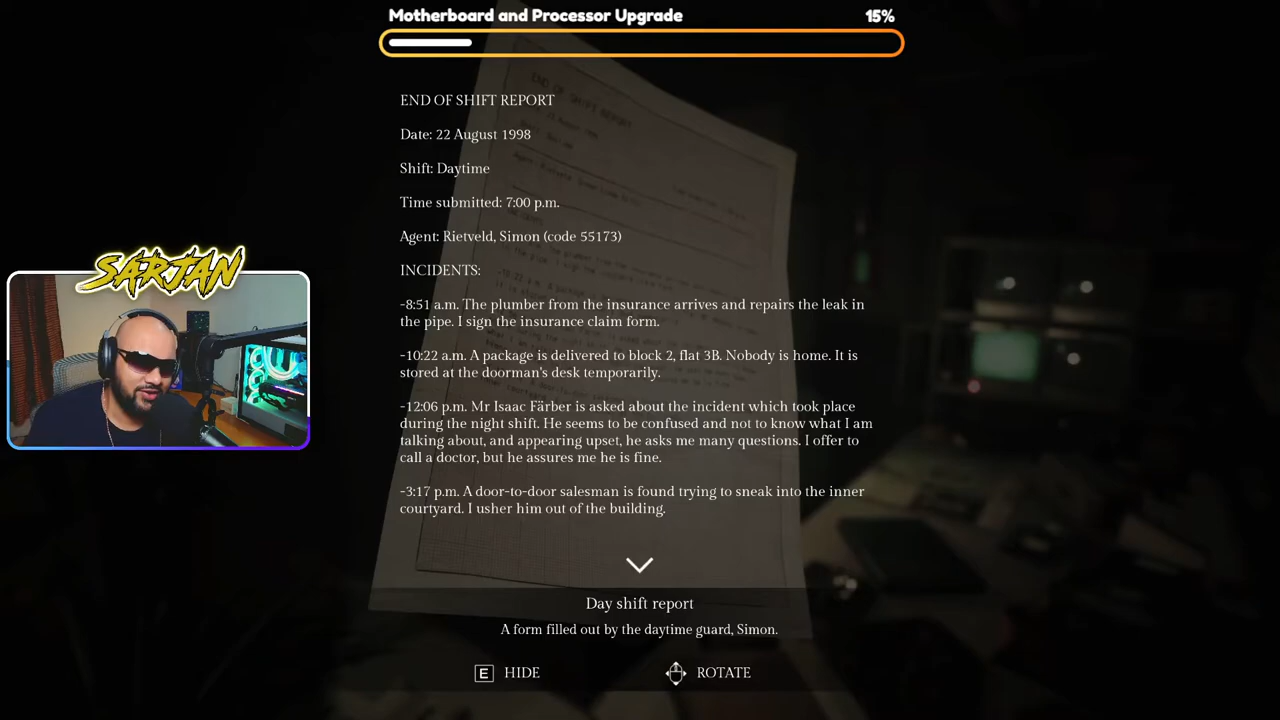 Motherboard and Processor Upgrade 15%
END OF SHIFT REPORT
Date: 22 August 1998
Shift: Daytime
Time submitted: 7:00 p.m.
Agent: Rietveld, Simon (code 55173)
INCIDENTS:
-8:51 a.m. The plumber from the insurance arrives and repairs the leak in
the pipe. I sign the insurance claim form.
-10:22 a.m. A package is delivered to block 2, flat 3B. Nobody is home. It is
stored at the doorman's desk temporarily.
-12:06 p.m. Mr Isaac Färber is asked about the incident which took place
during the night shift. He seems to be confused and not to know what I am
talking about, and appearing upset, he asks me many questions. I offer to
call a doctor, but he assures me he is fine.
-3:17 p.m. A door-to-door salesman is found trying to sneak into the inner
courtyard. I usher him out of the building.
SARJAN
Day shift report
A form filled out by the daytime guard, Simon.
E HIDE
ROTATE